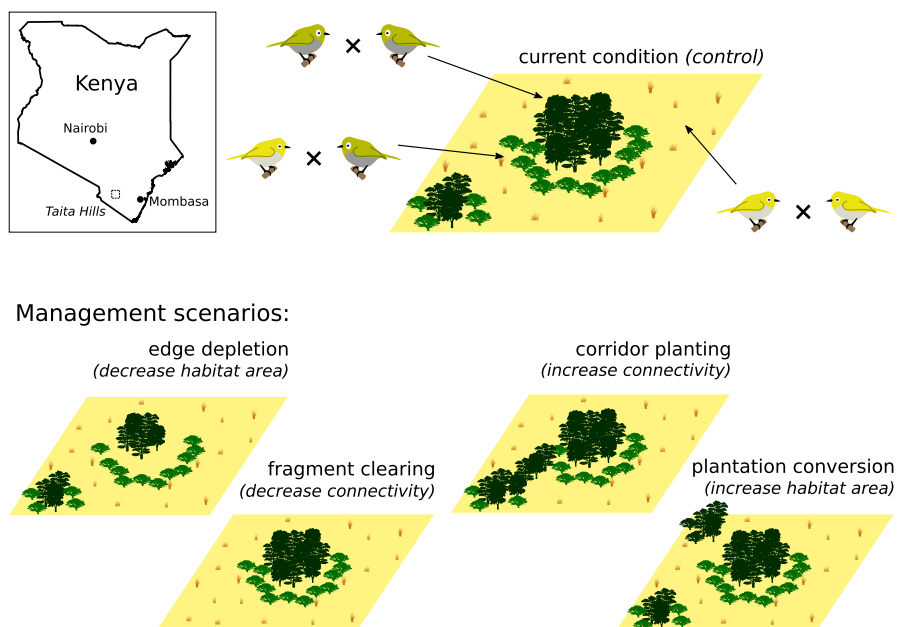 Kenya
Nairobi
Mombasa
Taita Hills
current condition (control)
Management scenarios:
edge depletion
(decrease habitat area)
fragment clearing
(decrease connectivity)
corridor planting
(increase connectivity)
plantation conversion
(increase habitat area)